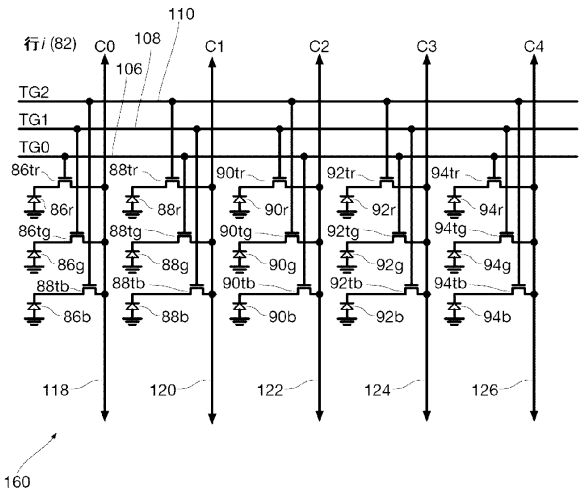 110
行i (82)
C0
108
C1
C2
C3
C4
106
TG2
TG1
TG0
86tr
88tr
90tr
92tr
94tr
86r
88r
90r
92r
94r
86tg
88tg
90tg
92tg
94tg
86g
88g
90g
92g
94g
88tb
88tb
90tb
92tb
94tb
86b
88b
90b
92b
94b
118
120
122
124
126
160